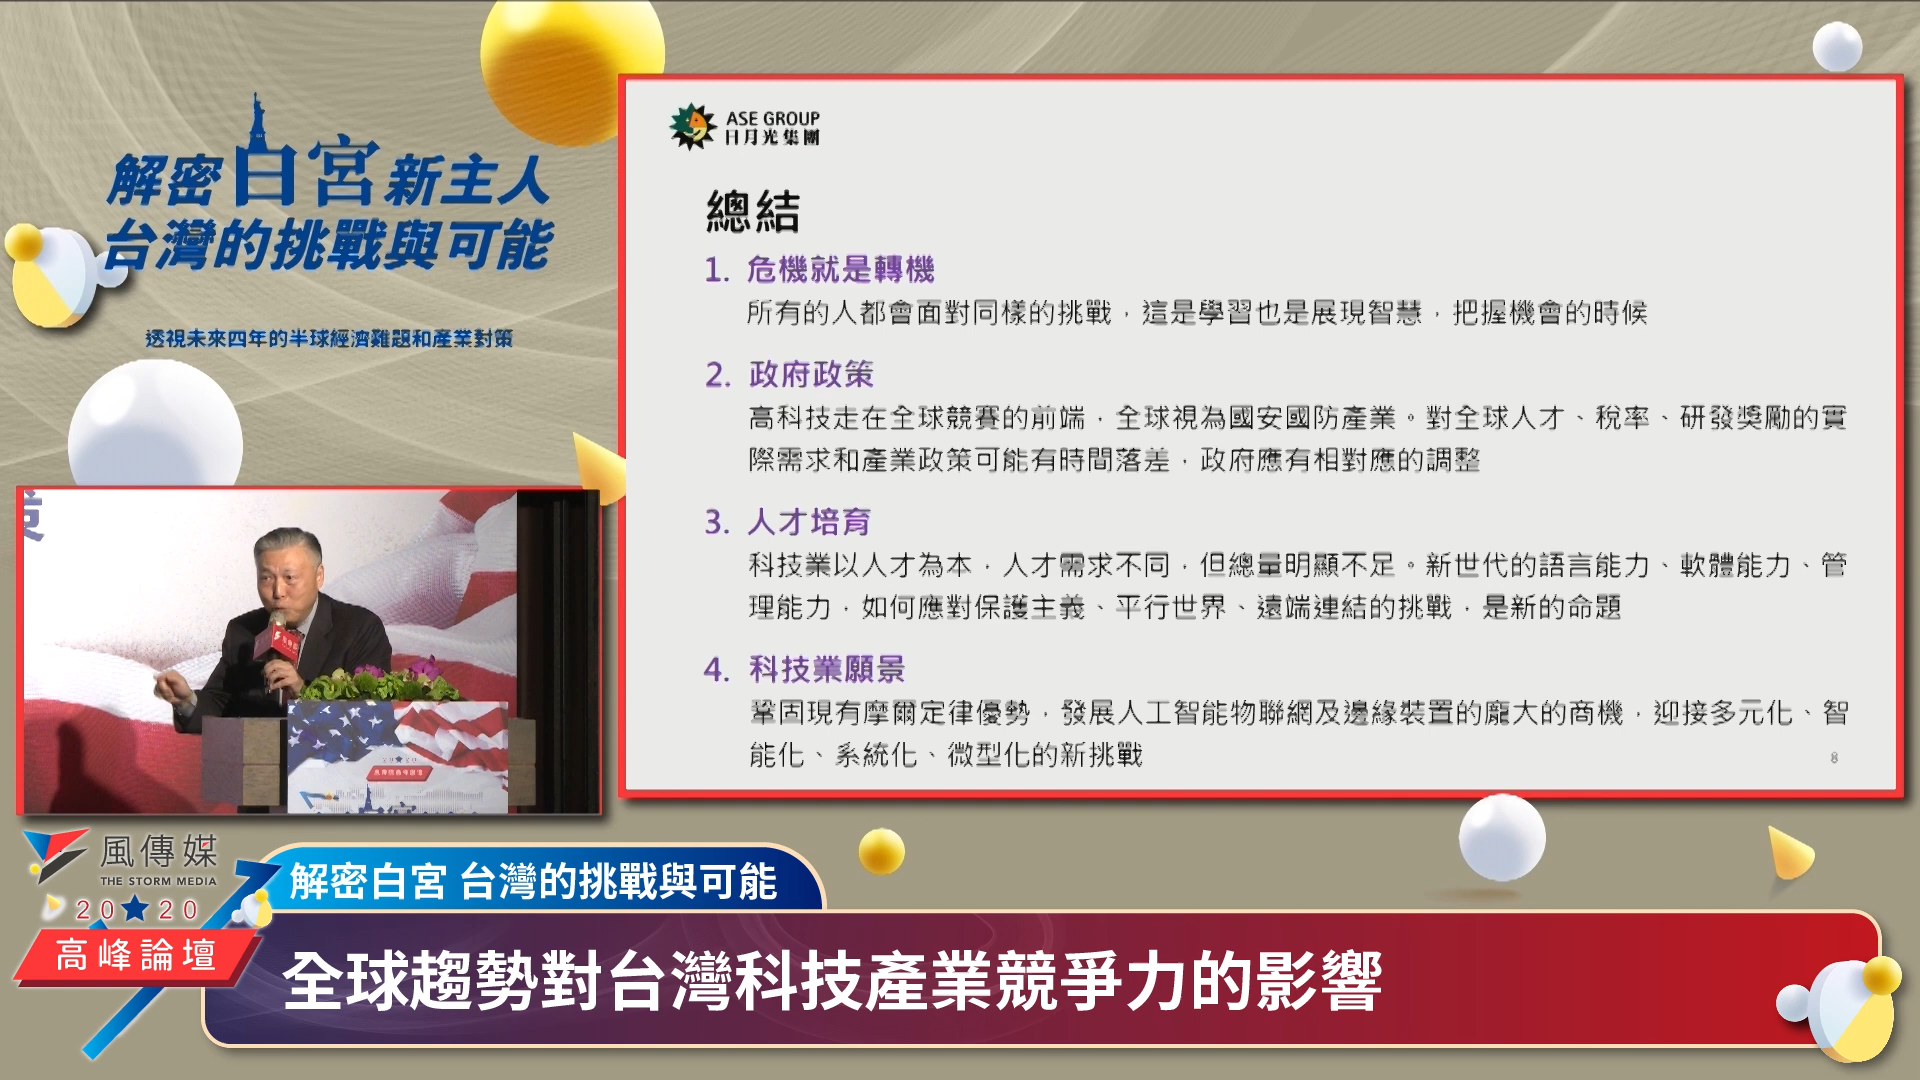 解密白宮新主人
台灣的挑戰與可能
透視未來四年的半球經濟難題和產業對策
ASE GROUP
日月光集團
總結
1. 危機就是轉機
所有的人都會面對同樣的挑戰，這是學習也是展現智慧，把握機會的時候
2. 政府政策
高科技走在全球競賽的前端，全球視為國安國防產業。對全球人才、稅率、研發獎勵的實
際需求和產業政策可能有時間落差，政府應有相對應的調整
3. 人才培育
科技業以人才為本，人才需求不同，但總量明顯不足。新世代的語言能力、軟體能力、管
理能力，如何應對保護主義、平行世界、遠端連結的挑戰，是新的命題
4. 科技業願景
鞏固現有摩爾定律優勢，發展人工智能物聯網及邊緣裝置的龐大的商機，迎接多元化、智
能化、系統化、微型化的新挑戰
8
策
風傳媒
THE STORM MEDIA
20 20
高峰論壇
解密白宮 台灣的挑戰與可能
全球趨勢對台灣科技產業競爭力的影響